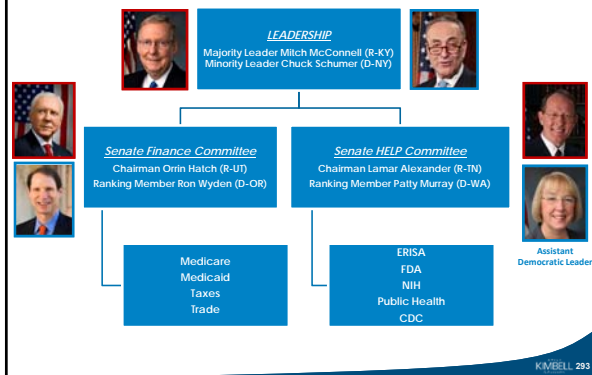 LEADERSHIP
Majority Leader Mitch McConnell (R-KY)
Minority Leader Chuck Schumer (D-NY)
Senate Finance Committee
Chairman Orrin Hatch (R-UT)
Ranking Member Ron Wyden (D-OR)
Senate HELP Committee
Chairman Lamar Alexander (R-TN)
Ranking Member Patty Murray (D-WA)
Assistant
Democratic Leader
Medicare
Medicaid
Taxes
Trade
ERISA
FDA
NIH
Public Health
CDC
KIMBELL 293